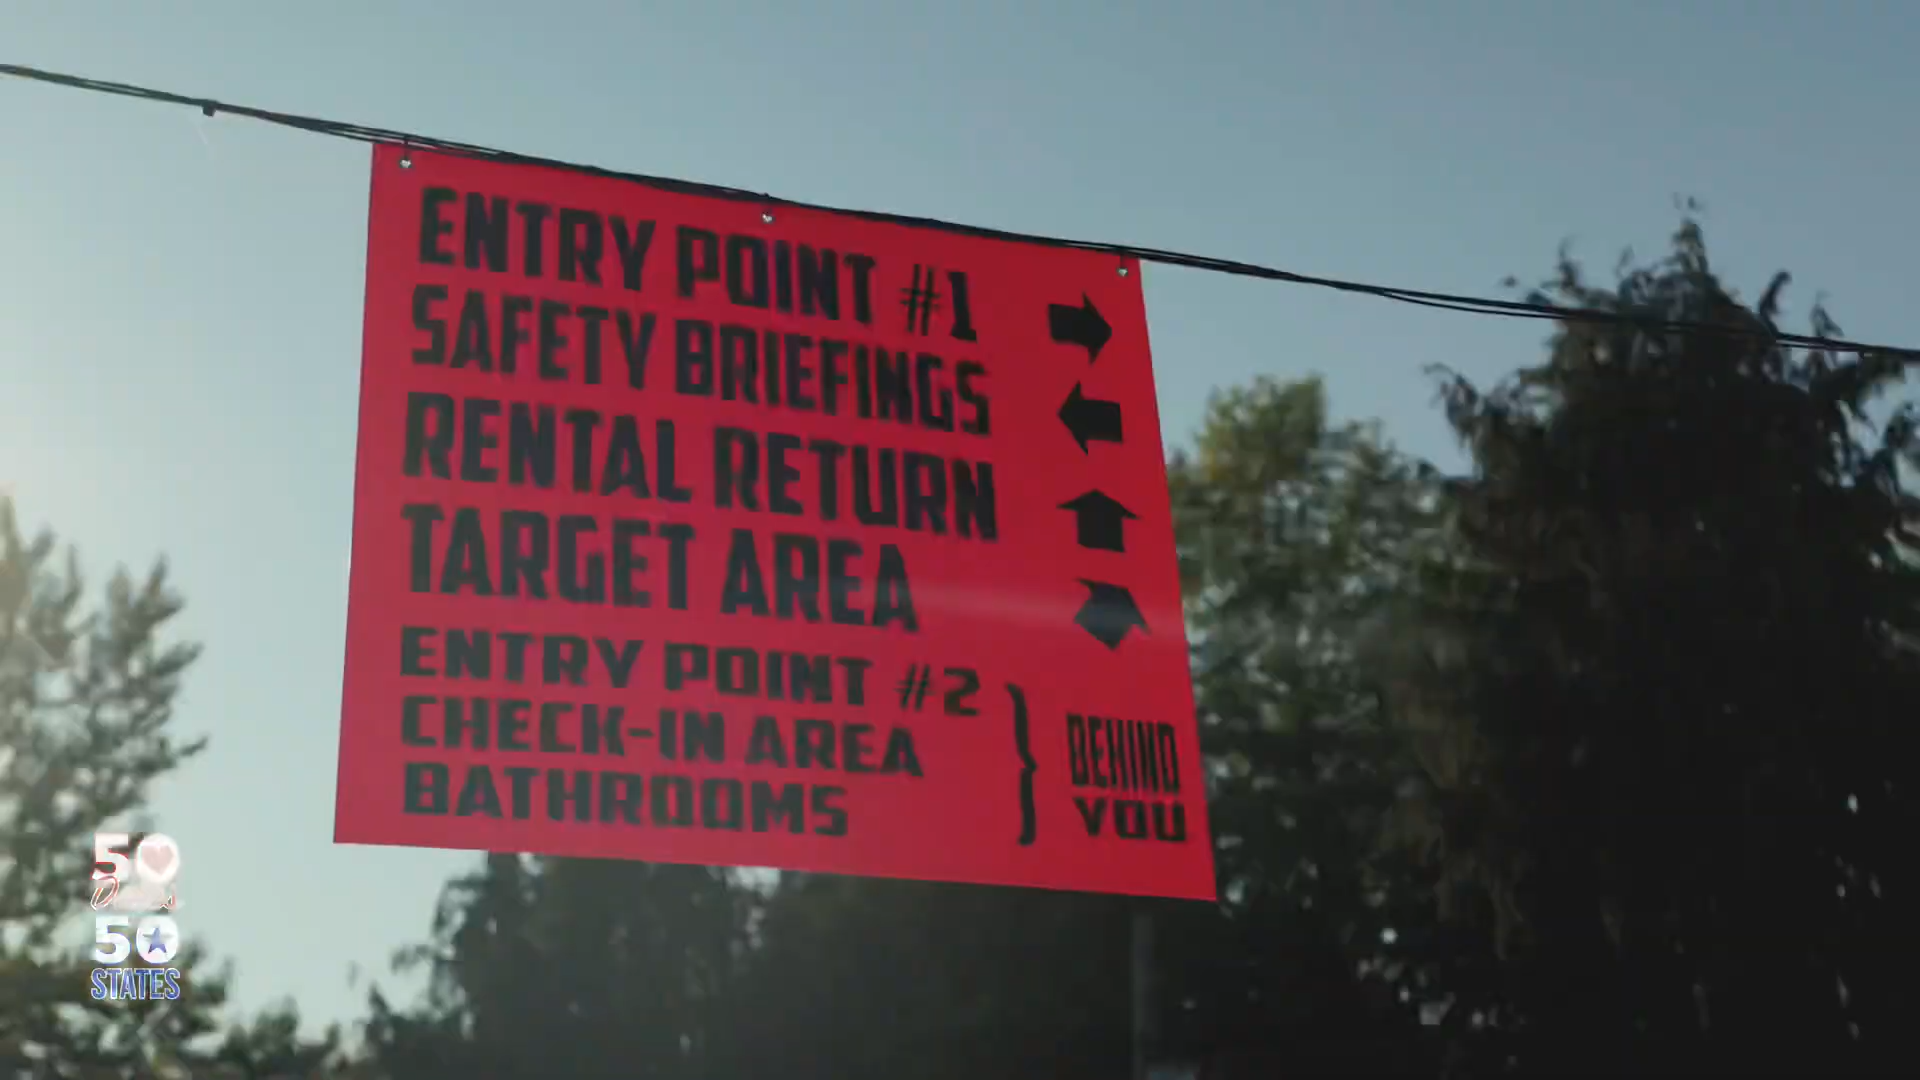 ENTRY POINT #1
SAFETY BRIEFINGS
RENTAL RETURN
TARGET AREA
ENTRY POINT #2
CHECK-IN AREA
BATHROOMS
BEHIND
YOU
50
50
STATES